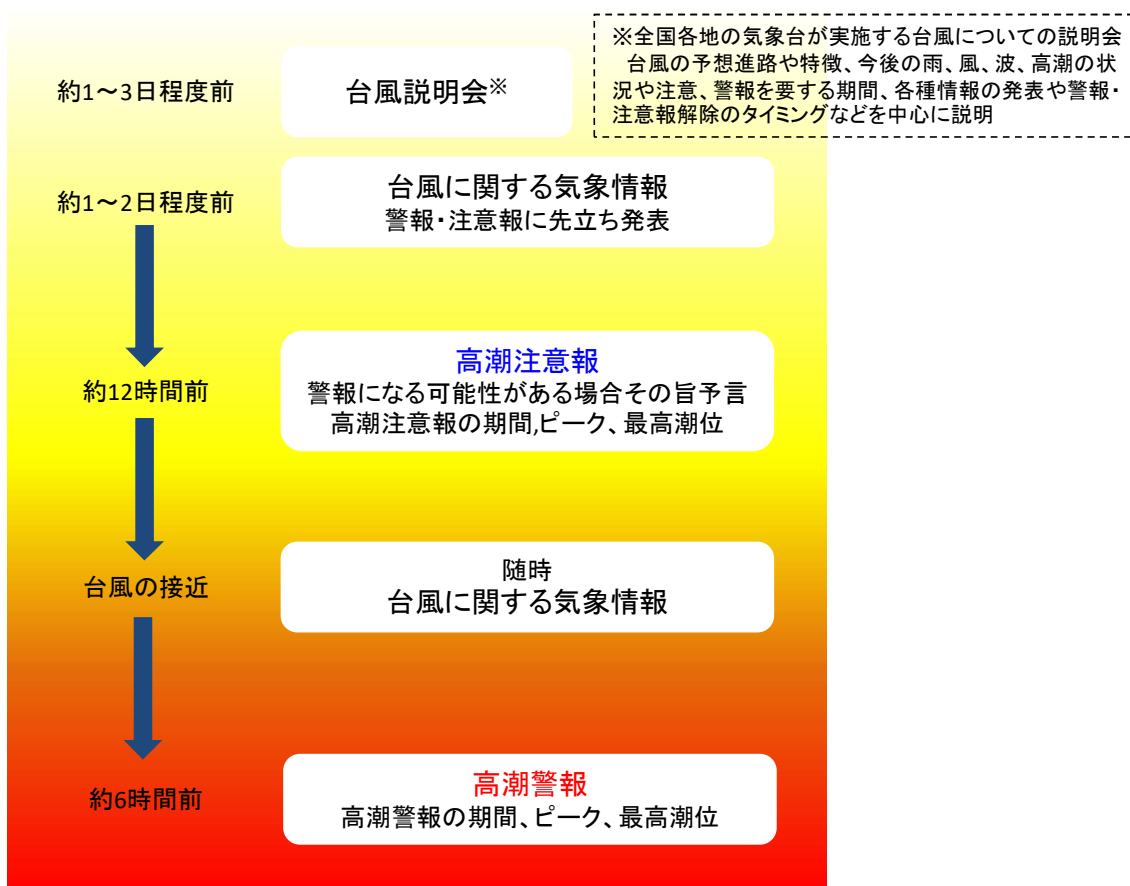 ※全国各地の気象台が実施する台風についての説明会
台風の予想進路や特徴、今後の雨、風、波、高潮の状
況や注意、警報を要する期間、各種情報の発表や警報・
注意報解除のタイミングなどを中心に説明
約1～3日程度前
台風説明会※
約1～2日程度前
台風に関する気象情報
警報・注意報に先立ち発表
約12時間前
高潮注意報
警報になる可能性がある場合その旨予言
高潮注意報の期間,ピーク、最高潮位
台風の接近
随時
台風に関する気象情報
約6時間前
高潮警報
高潮警報の期間、ピーク、最高潮位